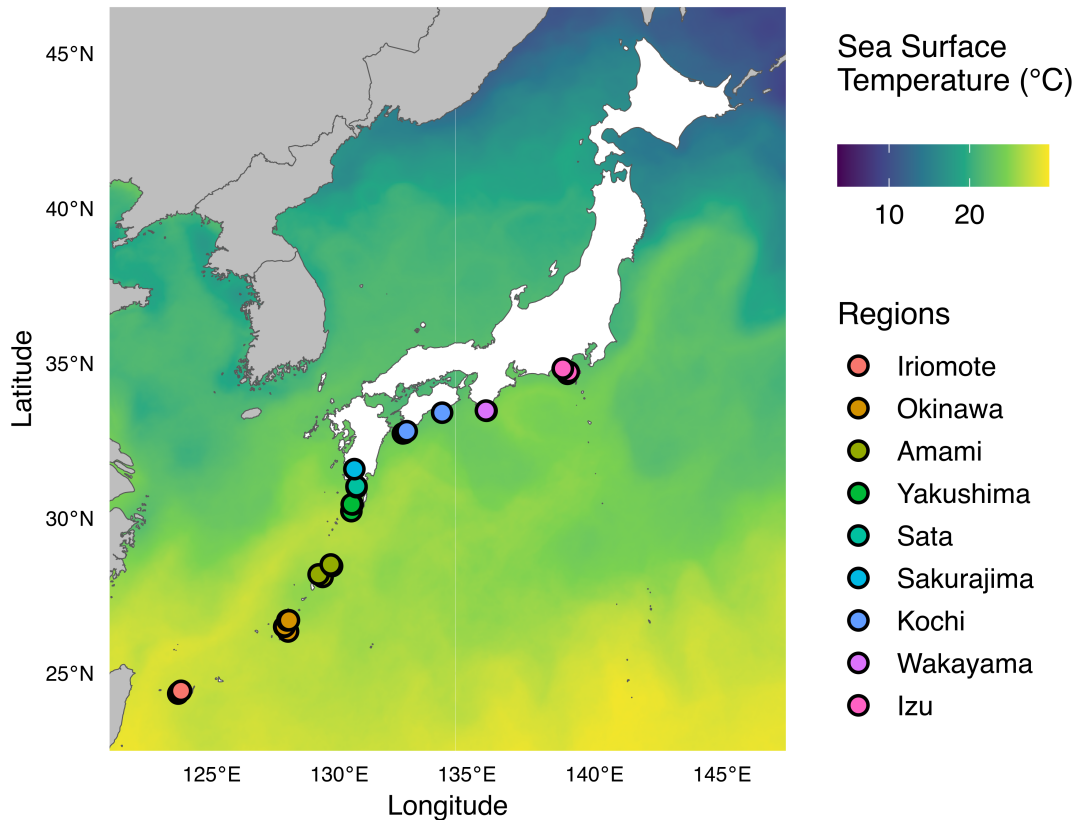 45°N
40°N
35°N
30°N
25°N
Latitude
125°E
130°E
135°E
140°E
145°E
Longitude
Sea Surface
Temperature (°C)
10
20
Regions
Iriomote
Okinawa
Amami
Yakushima
Sata
Sakurajima
Kochi
Wakayama
Izu